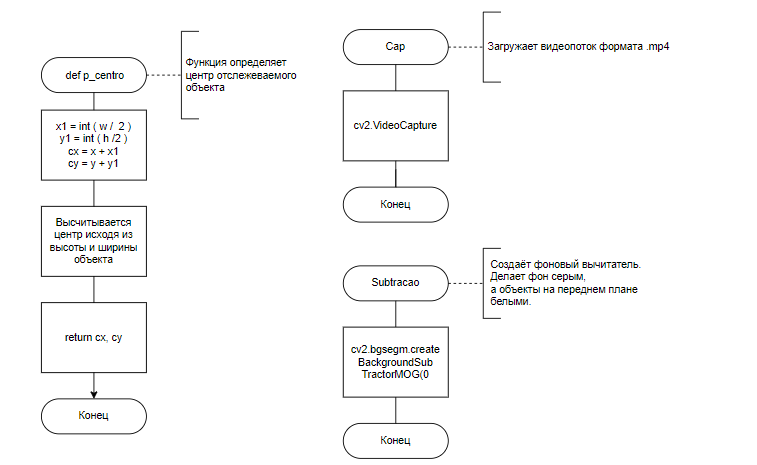 def p_centro
Функция определяет
центр отслежеваемого
объекта
x1 = int ( w / 2 )
y1 = int ( h /2 )
cx = x + x1
cy = y + y1
Высчитывается
центр исходя из
высоты и ширины
объекта
return cx, cy
Конец
Cap
Загружает видеопоток формата .mp4
cv2.VideoCapture
Конец
Subtracao
Создаёт фоновый вычитатель.
Делает фон серым,
а объекты на переднем плане
белыми.
cv2.bgsegm.create
BackgroundSub
TractorMOG(0
Конец